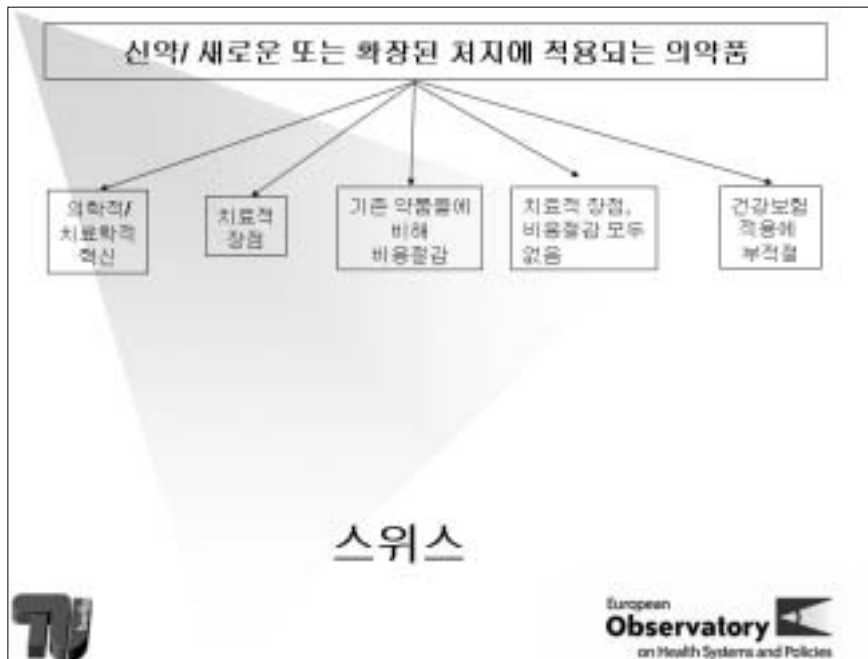 신약/ 새로운 또는 확장된 처지에 적용되는 의약품
의학적/
치료학적
혁신
치료적
장점
기존 약품들에
비해
비용절감
치료적 장점,
비용절감 모두
없음
건강보험
적용에
부적절
스위스
European
Observatory
on Health Systems and Policies